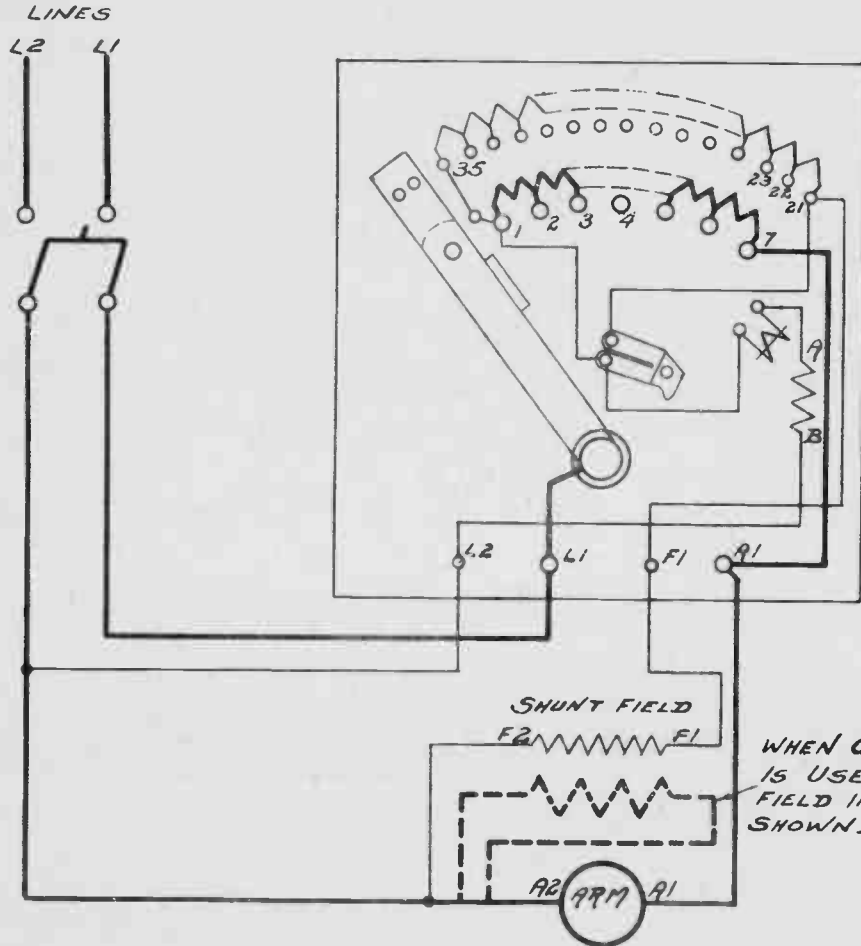 LINES
L2 L1
35
23
22
21
1 2 3 4
7
A
B
L2 L1 F1 A1
SHUNT FIELD
F2 F1
WHEN
IS USE
FIELD
SHOWN
A2 ARM A1